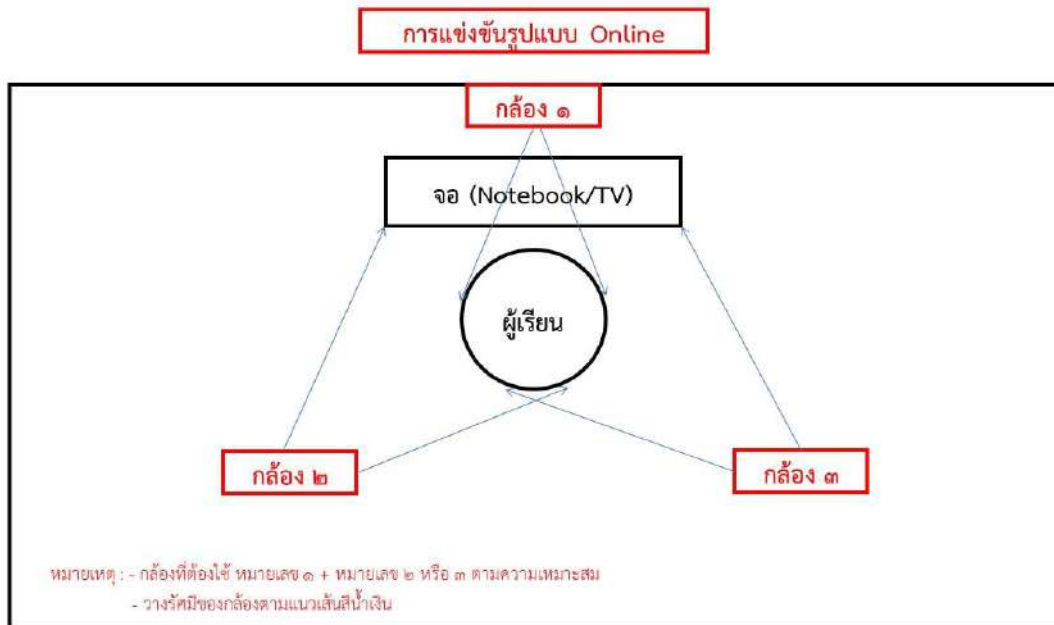 การแข่งขันรูปแบบ Online
กล้อง ๑
จอ (Notebook/TV)
ผู้เรียน
กล้อง ๒
กล้อง ๓
หมายเหตุ : - กล้องที่ต้องใช้ หมายเลข ๑ + หมายเลข ๒ หรือ ๓ ตามความเหมาะสม
- วางรัศมีของกล้องตามแนวเส้นสีน้ำเงิน